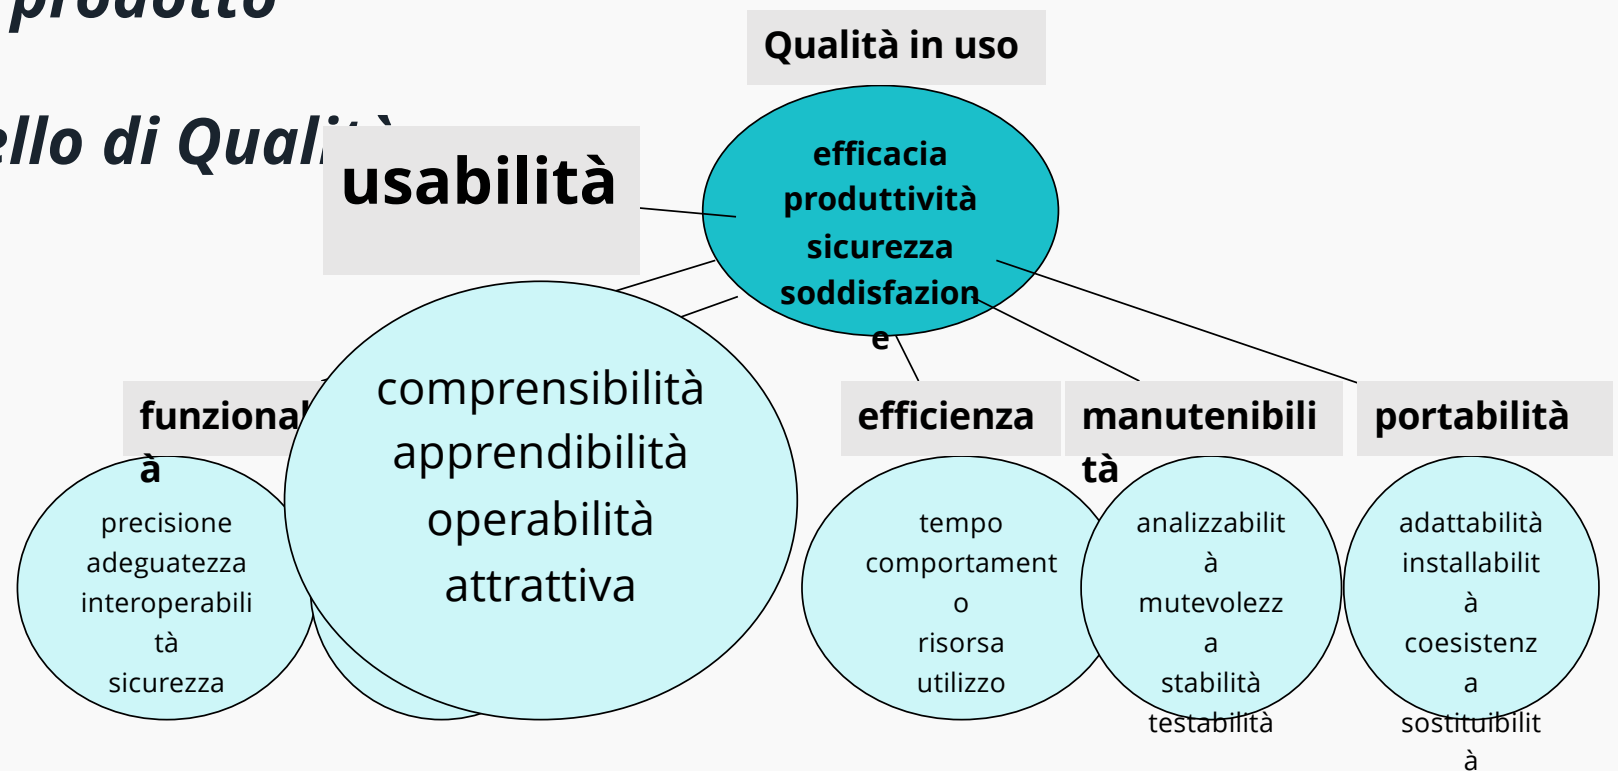 prodotto
ello di Qualità
Qualità in uso
efficacia
produttività
sicurezza
soddisfazion
e
usabilità
comprensibilità
apprendibilità
operabilità
attrattiva
funzional
à
precisione
adeguatezza
interoperabili
tà
sicurezza
efficienza
tempo
comportament
o
risorsa
utilizzo
manutenibili
tà
analizzabilit
à
mutevolezz
a
stabilità
testabilità
portabilità
adattabilità
installabilit
à
coesistenz
a
sostituibilit
à